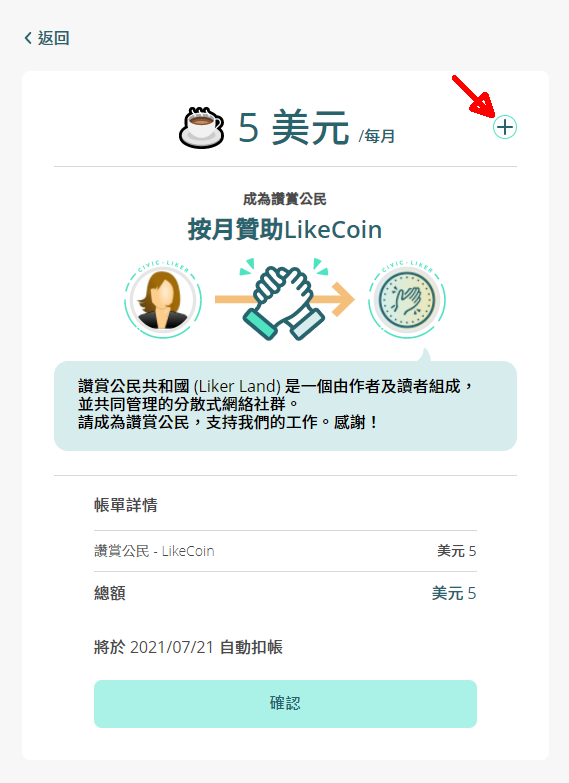 返回
5 美元 /每月
成為讚賞公民
按月贊助LikeCoin
CIVIC LIKER
CIVIC LIKER
讚賞公民共和國 (Liker Land) 是一個由作者及讀者組成，
並共同管理的分散式網絡社群。
請成為讚賞公民，支持我們的工作。感謝！
帳單詳情
讚賞公民 - LikeCoin 美元 5
總額 美元 5
將於 2021/07/21 自動扣帳
確認